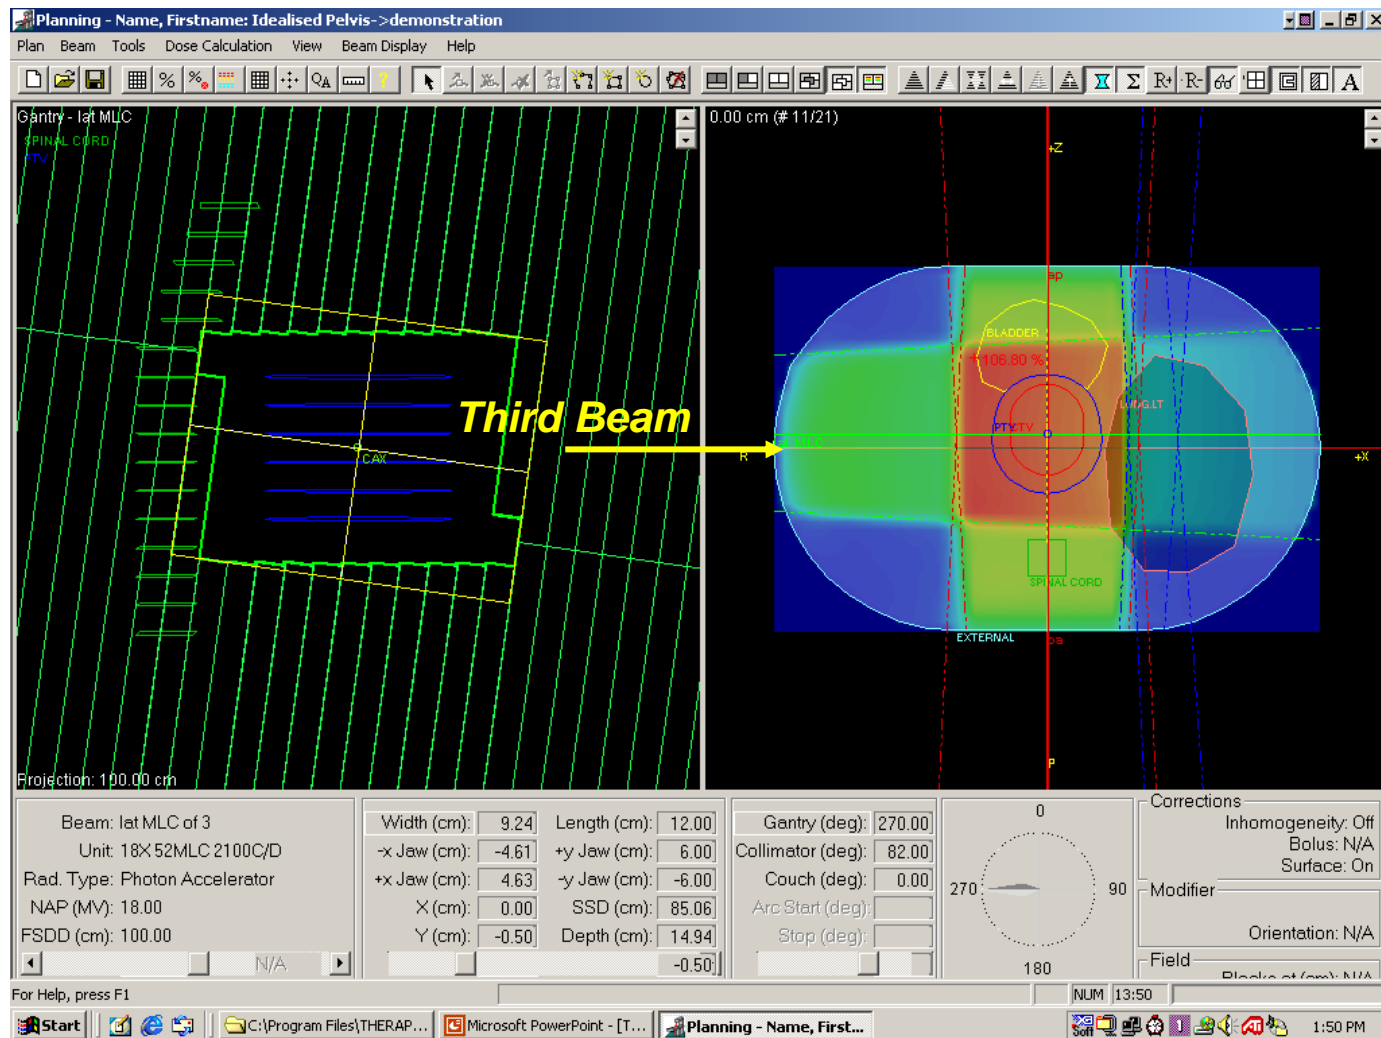 Planning - Name, Firstname: Idealised Pelvis->demonstration
Plan Beam Tools Dose Calculation View Beam Display Help
% % QA ? Σ R+ -R- A
Gantry - lat MLC
SPINAL CORD
PTV
0.00 cm (# 11/21)
+Z
ap
BLADDER
+106.80 %
LUNG.LT
Third Beam
PTV CTV
CAX
R
+X
SPINAL CORD
EXTERNAL
pa
P
Projection: 100.00 cm
Beam: lat MLC of 3
Unit: 18X 52MLC 2100C/D
Rad. Type: Photon Accelerator
NAP (MV): 18.00
FSDD (cm): 100.00
N/A
Width (cm): 9.24 Length (cm): 12.00
-x Jaw (cm): -4.61 +y Jaw (cm): 6.00
+x Jaw (cm): 4.63 -y Jaw (cm): -6.00
X (cm): 0.00 SSD (cm): 85.06
Y (cm): -0.50 Depth (cm): 14.94
-0.50
Gantry (deg): 270.00
Collimator (deg): 82.00
Couch (deg): 0.00
Arc Start (deg):
Stop (deg):
0
270 90
180
Corrections
Inhomogeneity: Off
Bolus: N/A
Surface: On
Modifier
Orientation: N/A
Field
Blocks at (cm): N/A
For Help, press F1
NUM 13:50
Start C:\Program Files\THERAP... Microsoft PowerPoint - [T... Planning - Name, First... 1:50 PM